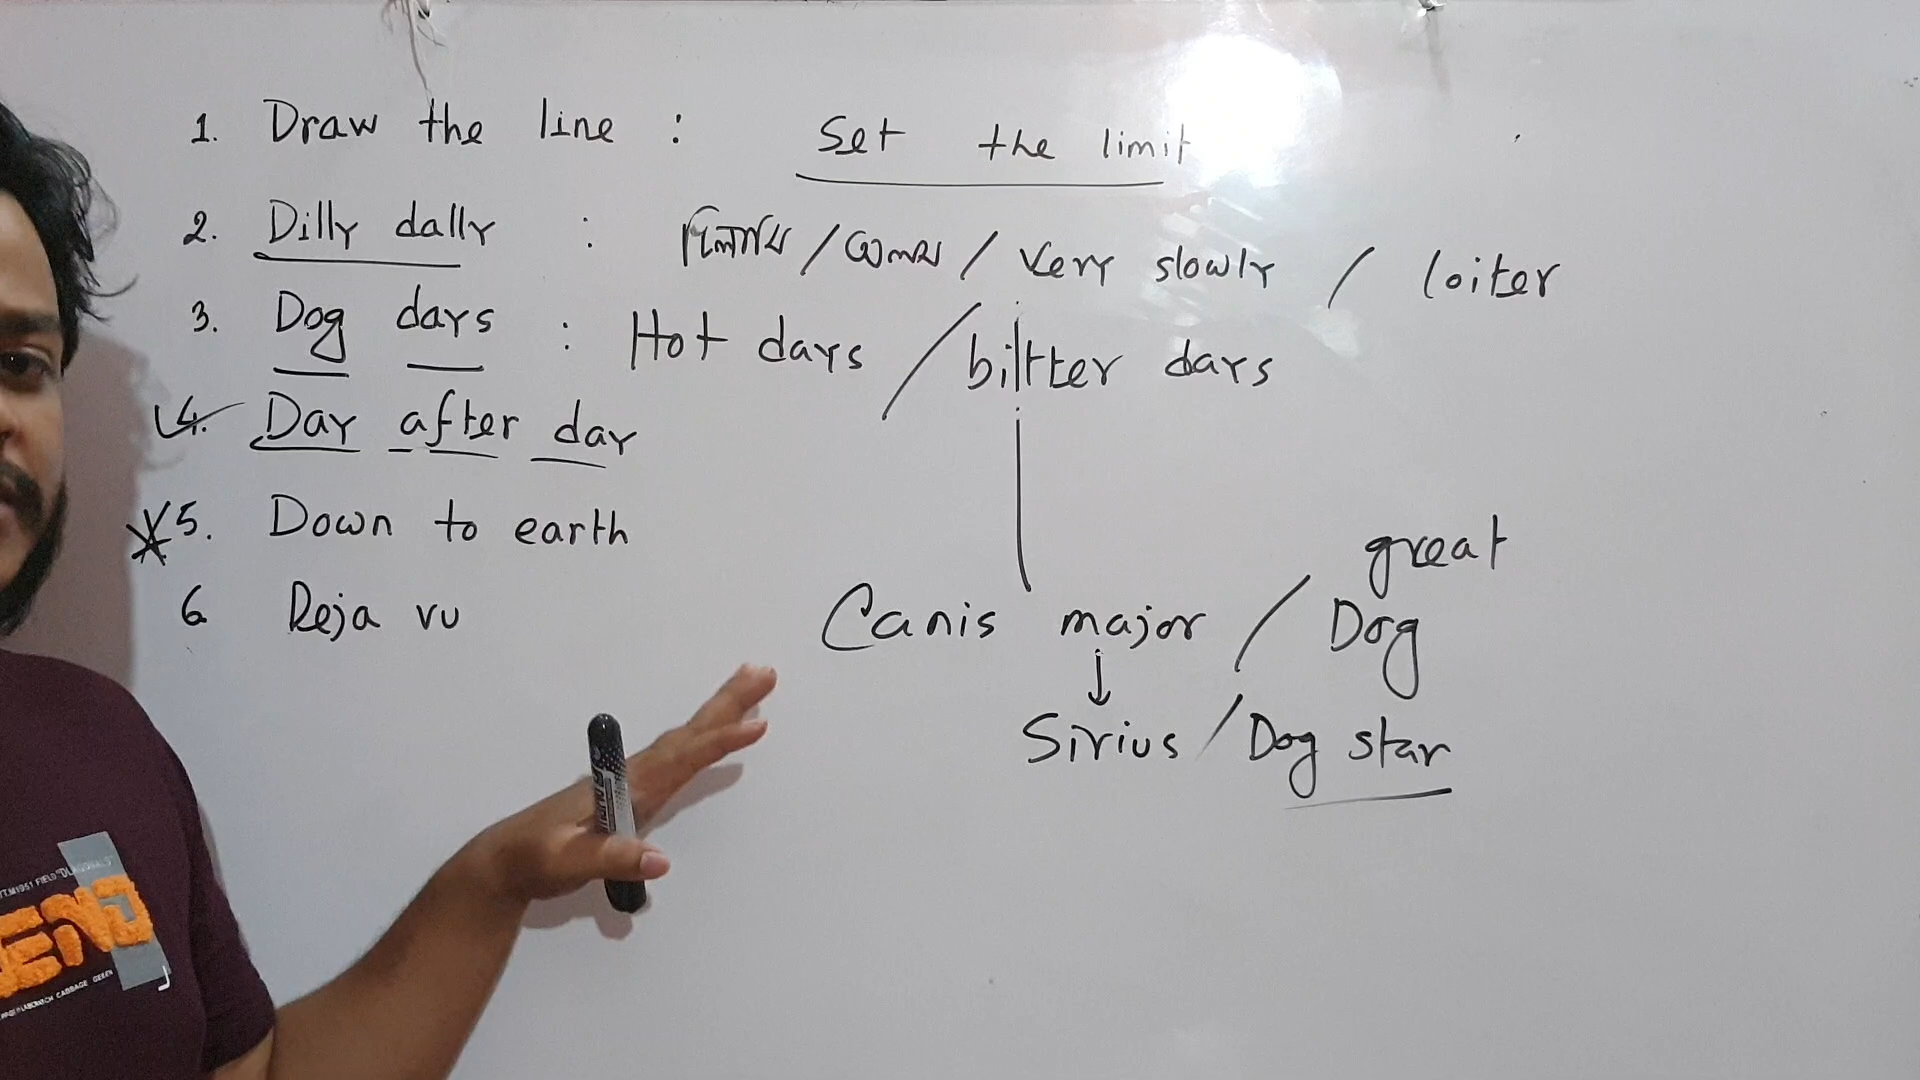 1. Draw the line : Set the limit
2. Dilly dally : / / very slowly / loiter
3. Dog days : Hot days / bitter days
4. Day after day
5. Down to earth
6 Deja vu
great
Canis major / Dog
↓
Sirius / Dog star